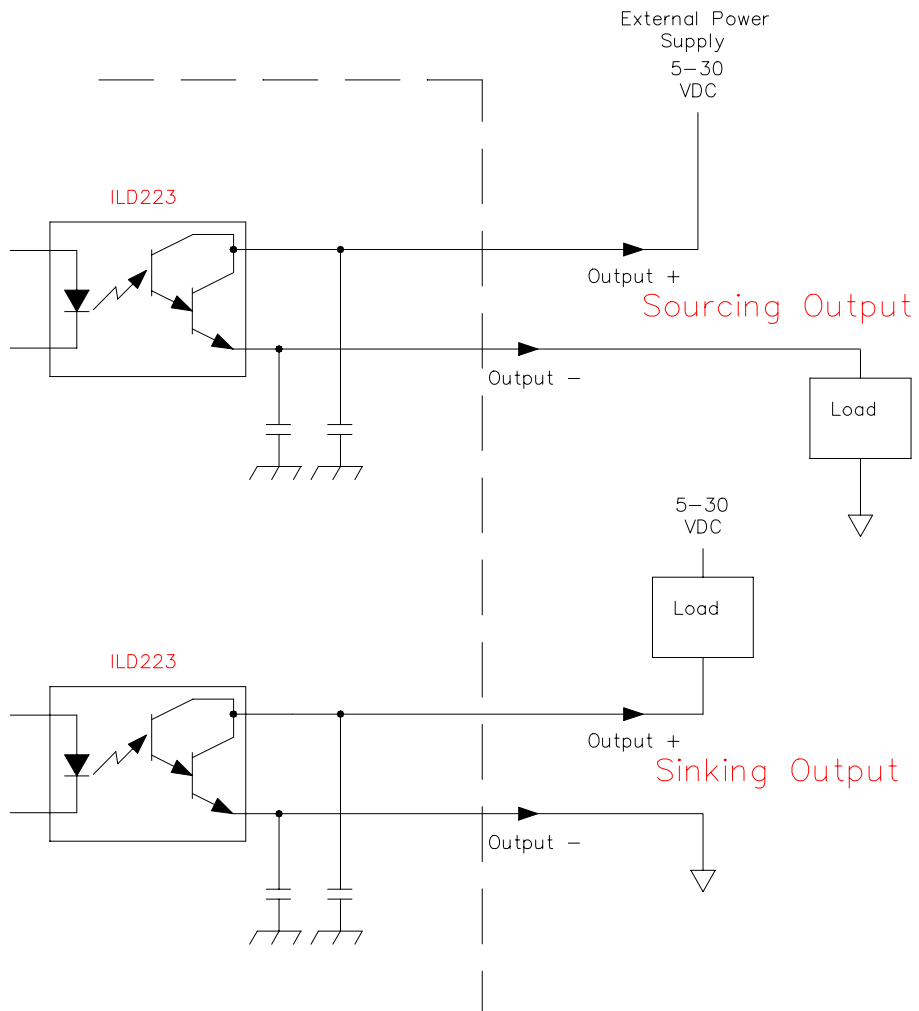 External Power
Supply
5-30
VDC
ILD223
Output +
Sourcing Output
Output -
Load
5-30
VDC
Load
ILD223
Output +
Sinking Output
Output -